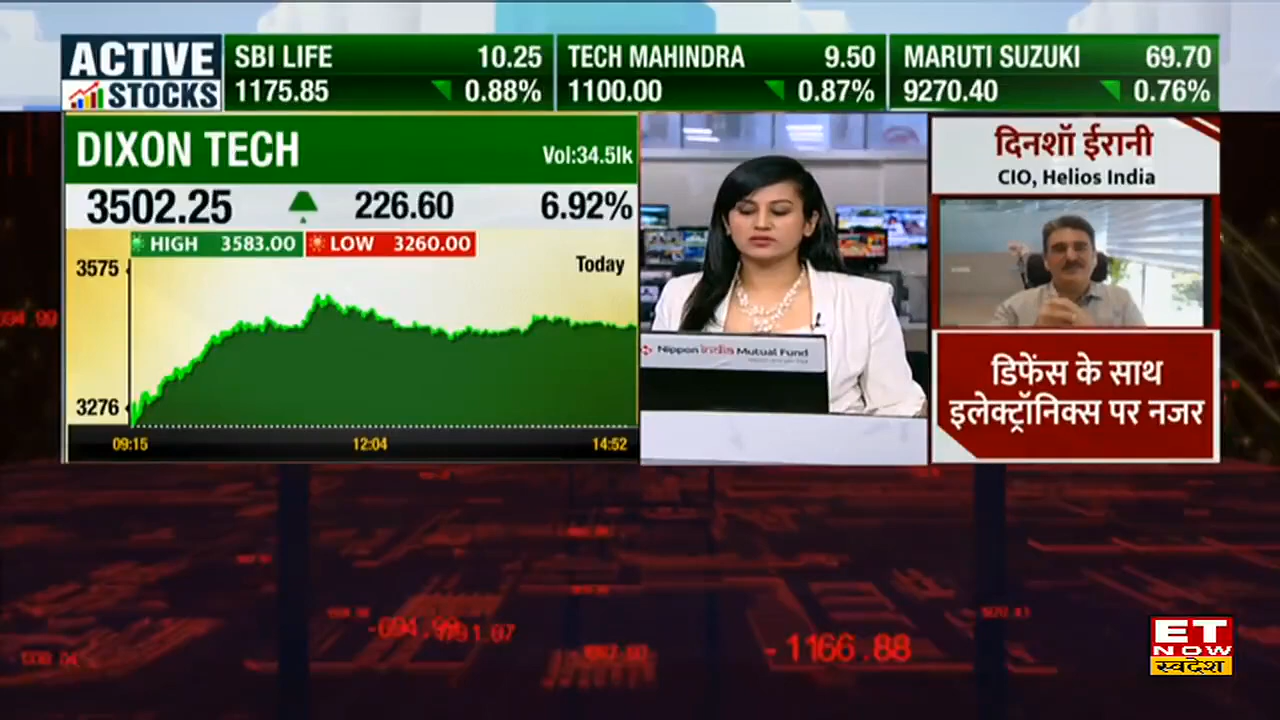 ACTIVE STOCKS
SBI LIFE 10.25
1175.85 0.88%
TECH MAHINDRA 9.50
1100.00 0.87%
MARUTI SUZUKI 69.70
9270.40 0.76%
DIXON TECH Vol:34.5lk
3502.25 226.60 6.92%
HIGH 3583.00 LOW 3260.00
Today
3575
3276
09:15 12:04 14:52
Nippon india Mutual Fund
दिनशॉ ईरानी
CIO, Helios India
डिफेंस के साथ
इलेक्ट्रॉनिक्स पर नजर
-1166.88
ET
NOW
स्वदेश